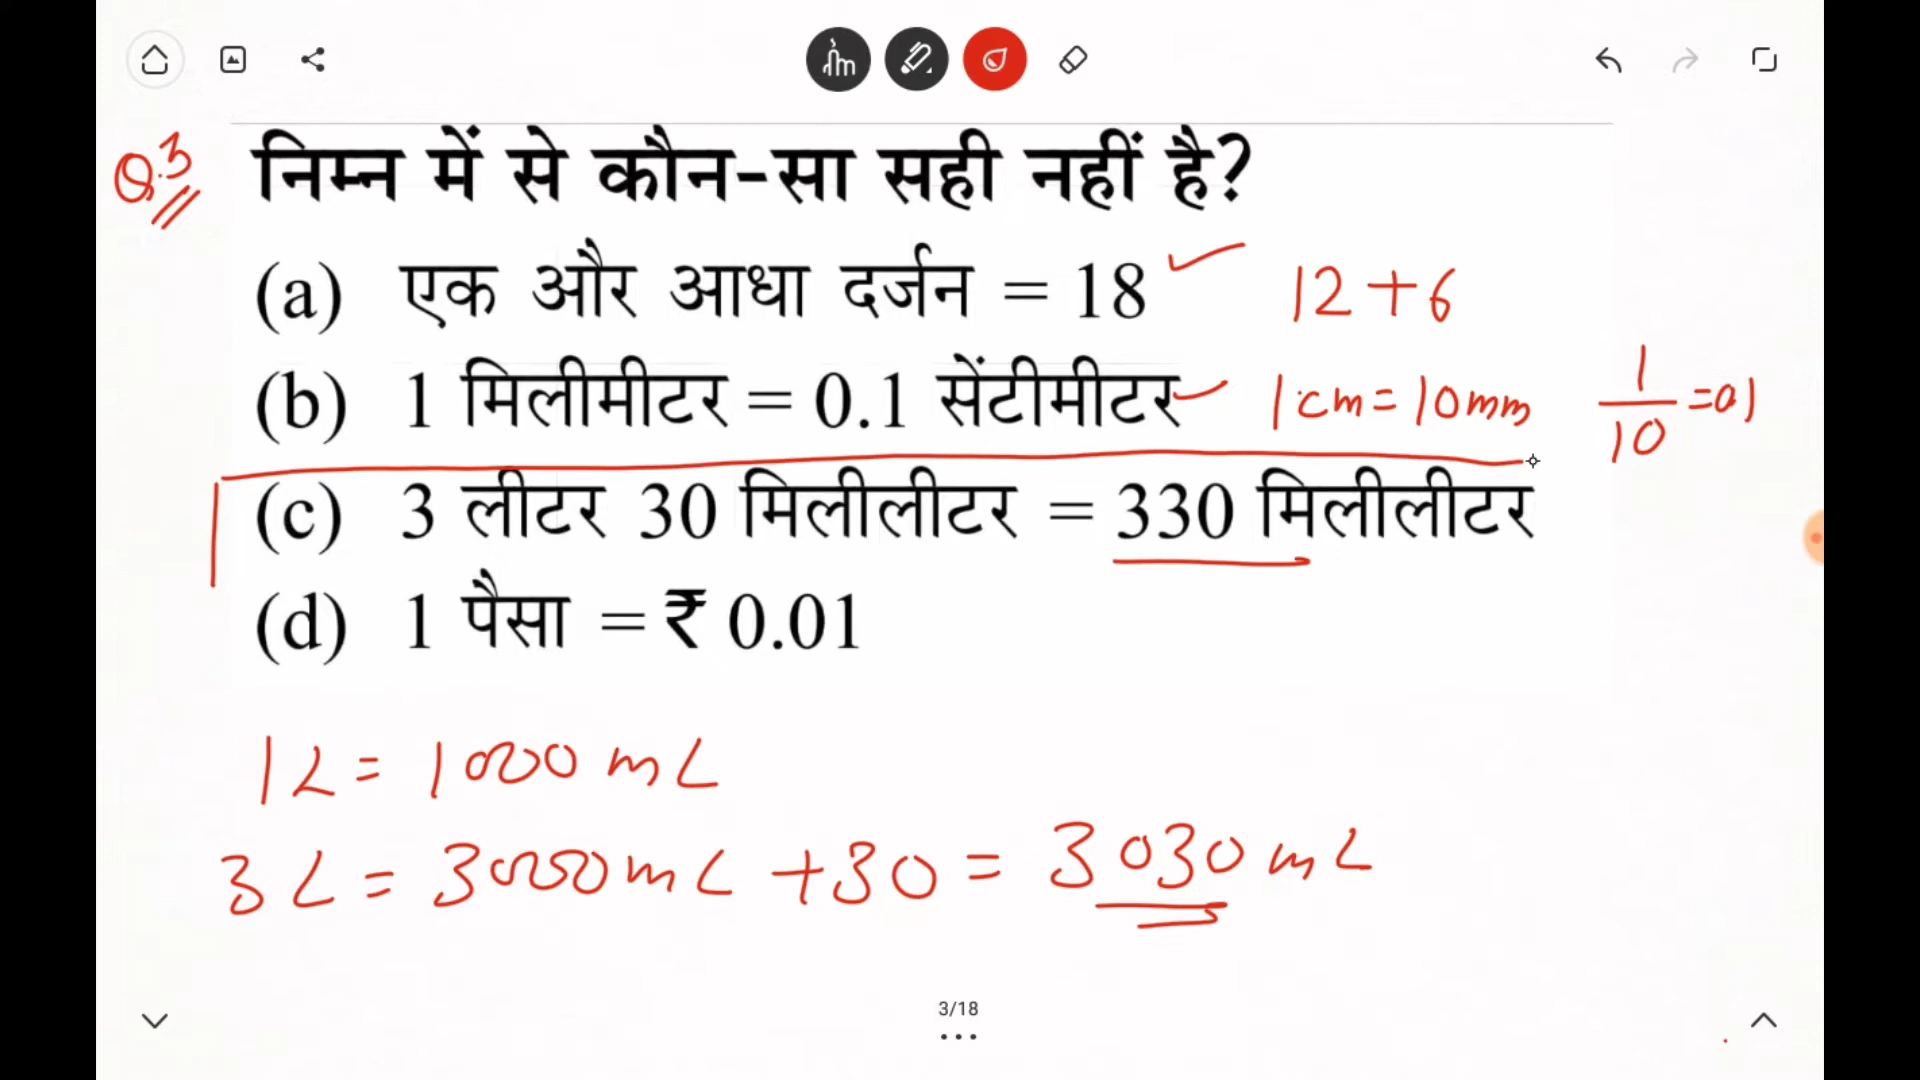 Q.3 निम्न में से कौन-सा सही नहीं है?
(a) एक और आधा दर्जन = 18 12+6
(b) 1 मिलीमीटर = 0.1 सेंटीमीटर 1cm = 10mm 1/10 = 0.1
(c) 3 लीटर 30 मिलीलीटर = 330 मिलीलीटर
(d) 1 पैसा = ₹ 0.01
1L = 1000 mL
3L = 3000mL +30 = 3030 mL
3/18